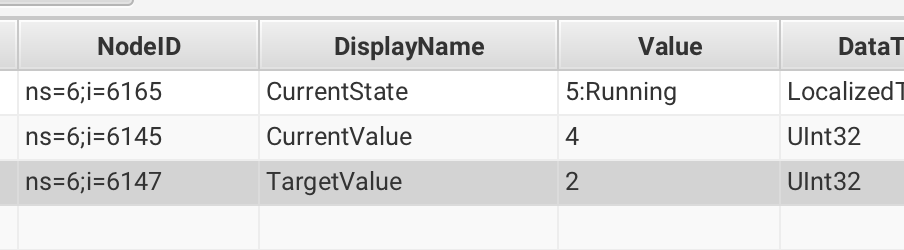 NodeID DisplayName Value DataT
ns=6;i=6165 CurrentState 5:Running LocalizedT
ns=6;i=6145 CurrentValue 4 UInt32
ns=6;i=6147 TargetValue 2 UInt32